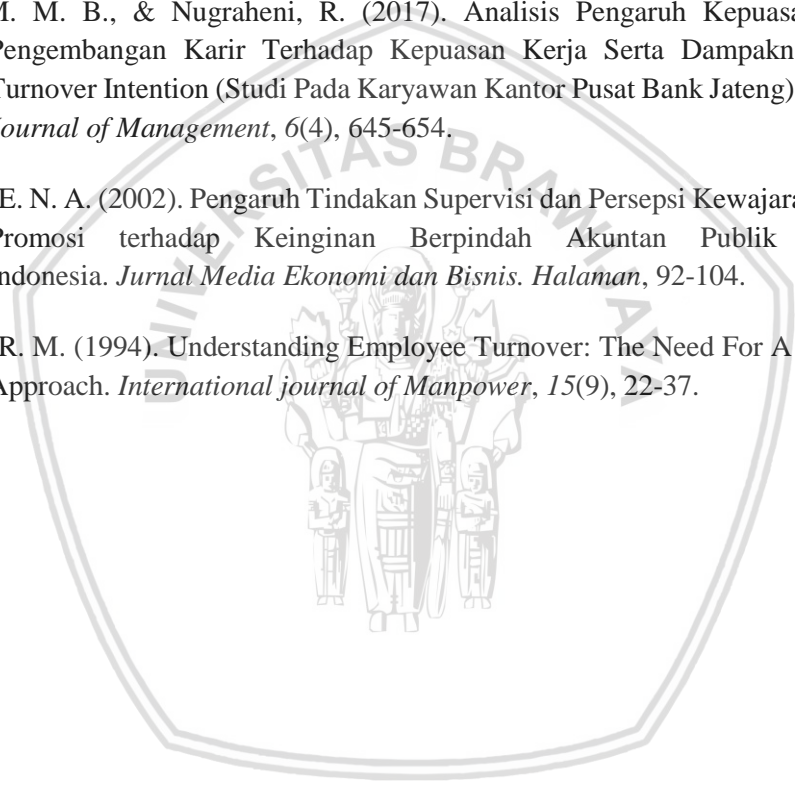 M. M. B., & Nugraheni, R. (2017). Analisis Pengaruh Kepuasa
Pengembangan Karir Terhadap Kepuasan Kerja Serta Dampakn
Turnover Intention (Studi Pada Karyawan Kantor Pusat Bank Jateng)
Journal of Management, 6(4), 645-654.
E. N. A. (2002). Pengaruh Tindakan Supervisi dan Persepsi Kewajara
Promosi terhadap Keinginan Berpindah Akuntan Publik
Indonesia. Jurnal Media Ekonomi dan Bisnis. Halaman, 92-104.
R. M. (1994). Understanding Employee Turnover: The Need For A
Approach. International journal of Manpower, 15(9), 22-37.
UNIVERSITAS BRAWIJAYA